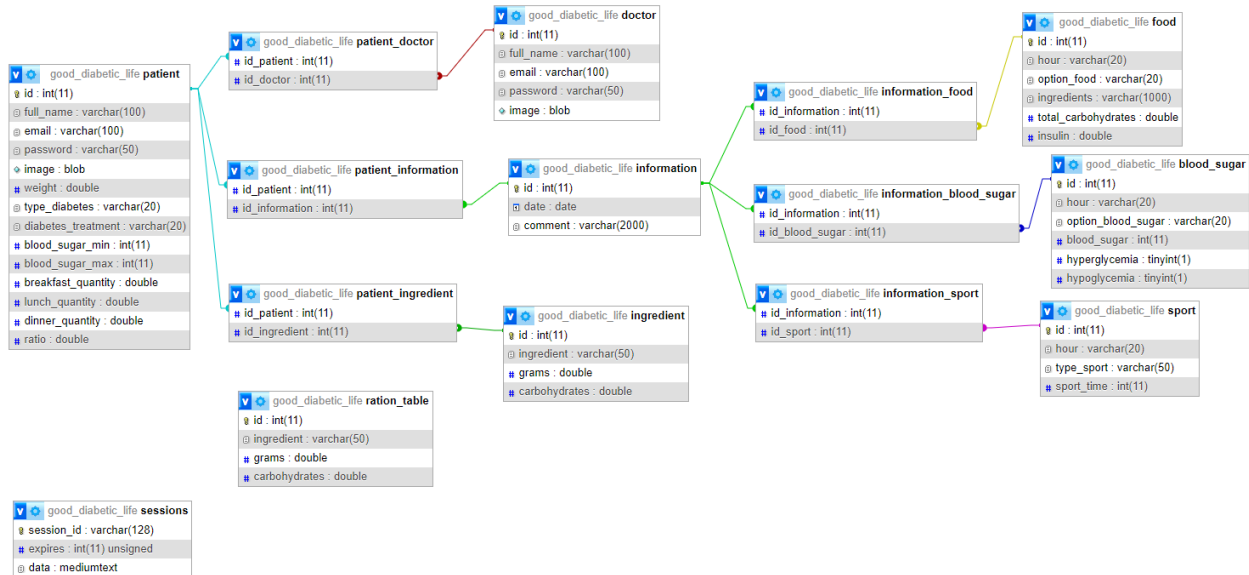 good_diabetic_life patient
id : int(11)
full_name : varchar(100)
email : varchar(100)
password : varchar(50)
image : blob
weight : double
type_diabetes : varchar(20)
diabetes_treatment : varchar(20)
blood_sugar_min : int(11)
blood_sugar_max : int(11)
breakfast_quantity : double
lunch_quantity : double
dinner_quantity : double
ratio : double
good_diabetic_life patient_doctor
id_patient : int(11)
id_doctor : int(11)
good_diabetic_life patient_information
id_patient : int(11)
id_information : int(11)
good_diabetic_life patient_ingredient
id_patient : int(11)
id_ingredient : int(11)
good_diabetic_life ration_table
id : int(11)
ingredient : varchar(50)
grams : double
carbohydrates : double
good_diabetic_life sessions
session_id : varchar(128)
expires : int(11) unsigned
data : mediumtext
good_diabetic_life doctor
id : int(11)
full_name : varchar(100)
email : varchar(100)
password : varchar(50)
image : blob
good_diabetic_life information
id : int(11)
date : date
comment : varchar(2000)
good_diabetic_life ingredient
id : int(11)
ingredient : varchar(50)
grams : double
carbohydrates : double
good_diabetic_life information_food
id_information : int(11)
id_food : int(11)
good_diabetic_life information_blood_sugar
id_information : int(11)
id_blood_sugar : int(11)
good_diabetic_life information_sport
id_information : int(11)
id_sport : int(11)
good_diabetic_life food
id : int(11)
hour : varchar(20)
option_food : varchar(20)
ingredients : varchar(1000)
total_carbohydrates : double
insulin : double
good_diabetic_life blood_sugar
id : int(11)
hour : varchar(20)
option_blood_sugar : varchar(20)
blood_sugar : int(11)
hyperglycemia : tinyint(1)
hypoglycemia : tinyint(1)
good_diabetic_life sport
id : int(11)
hour : varchar(20)
type_sport : varchar(50)
sport_time : int(11)